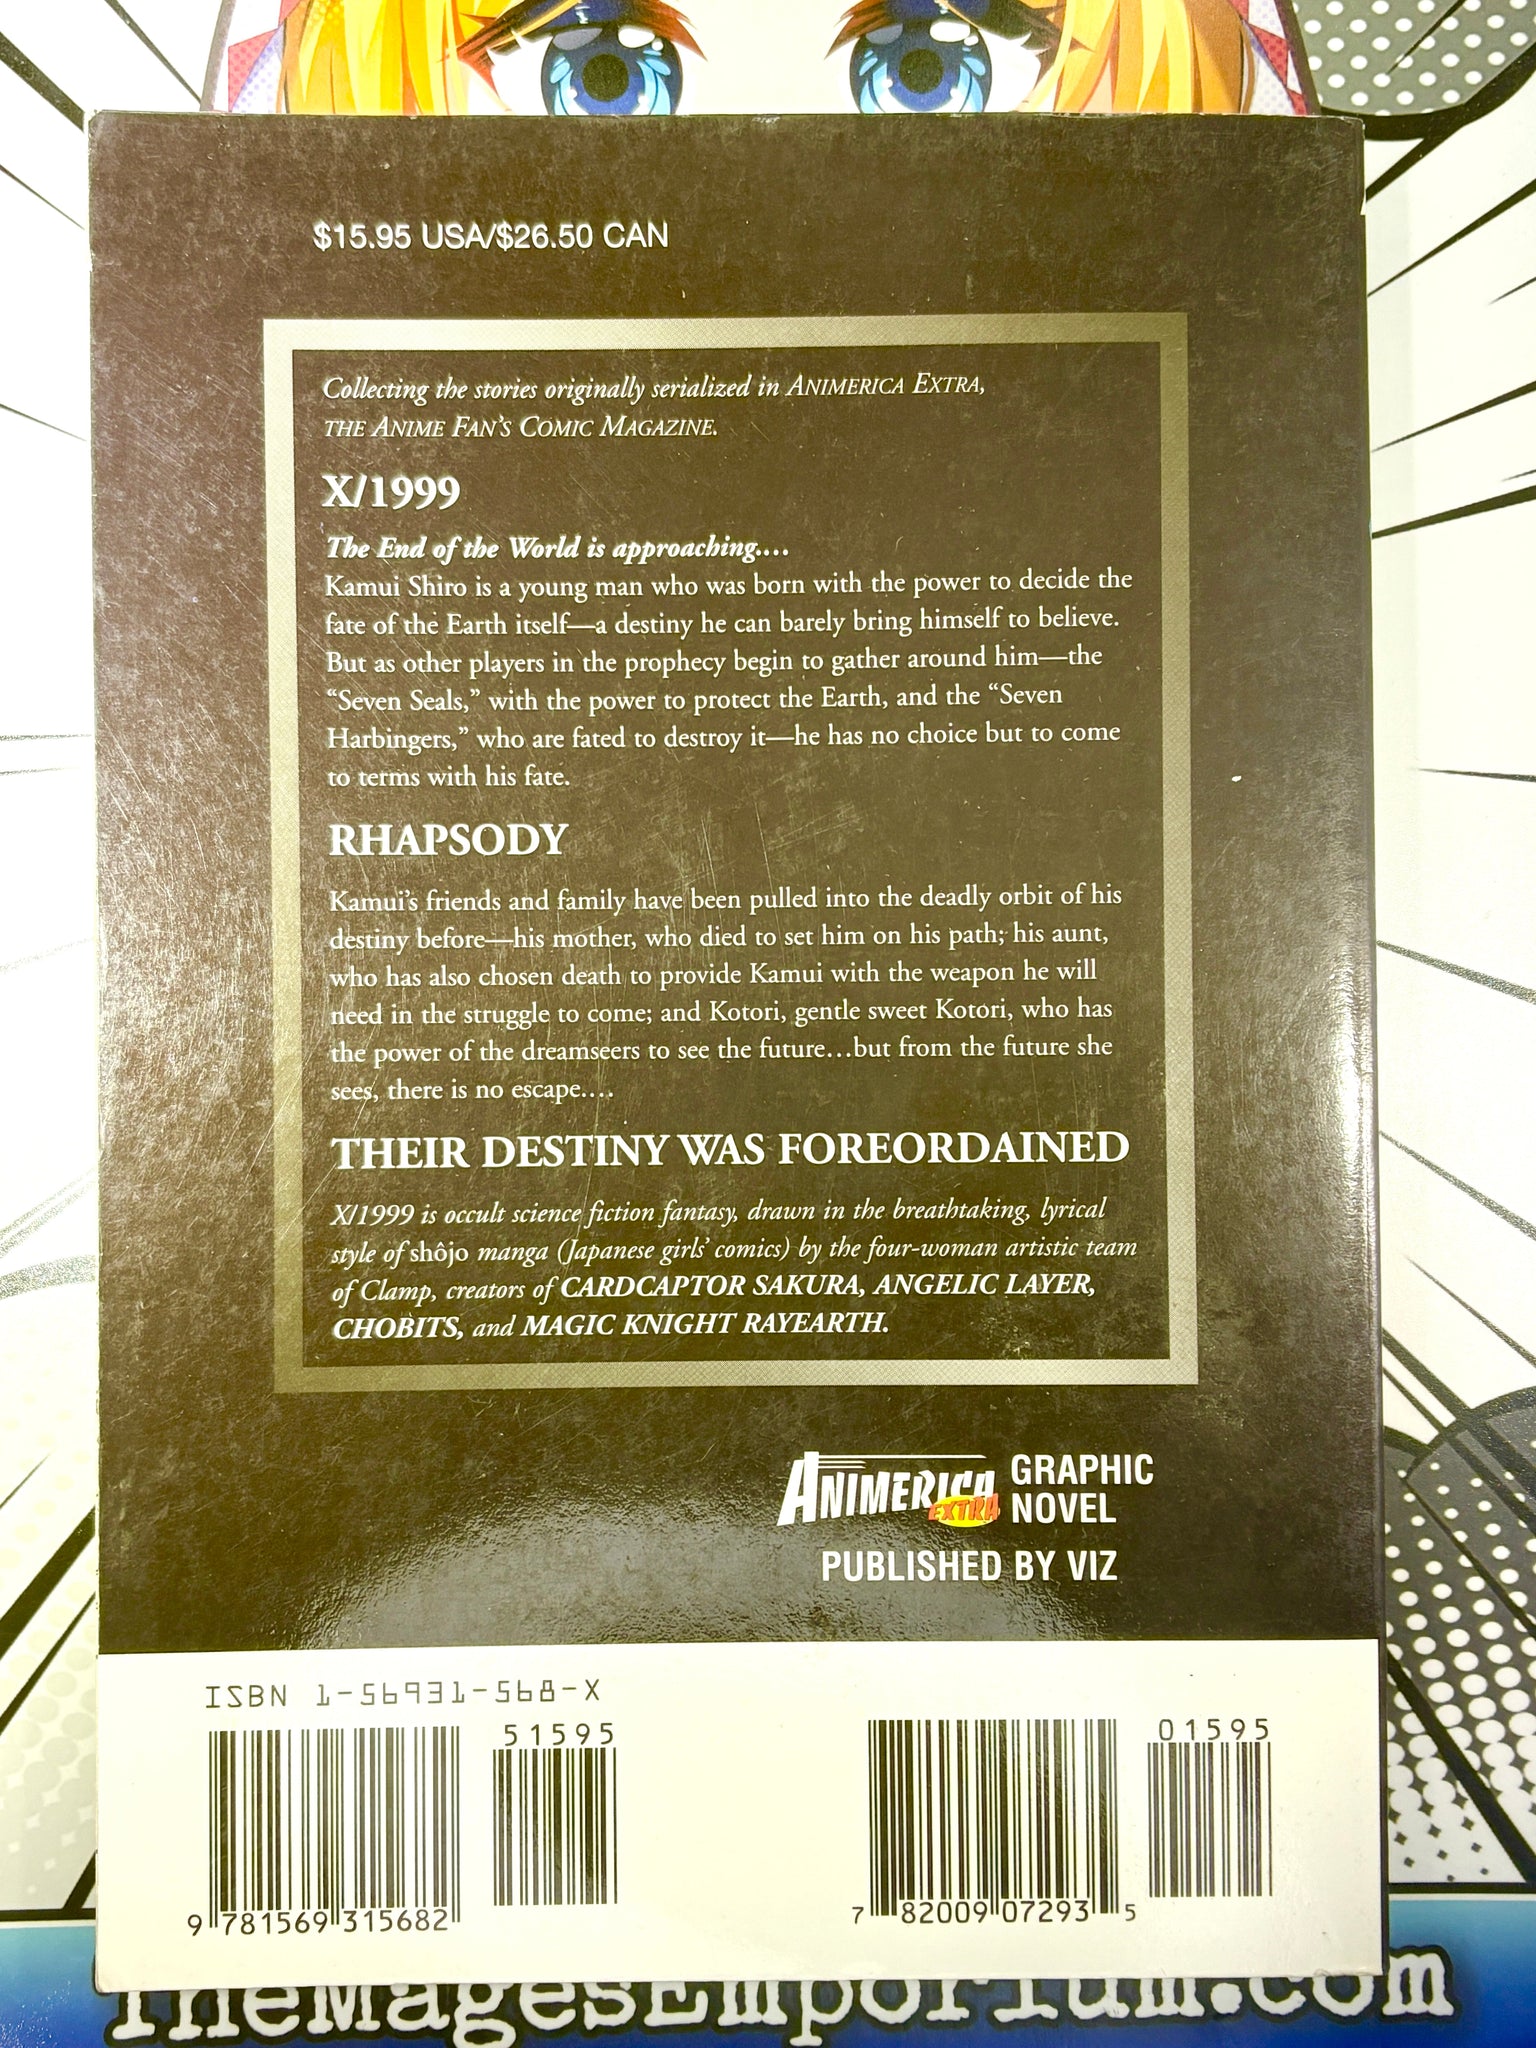 $15.95 USA/$26.50 CAN
Collecting the stories originally serialized in ANIMERICA EXTRA,
THE ANIME FAN'S COMIC MAGAZINE.
X/1999
The End of the World is approaching....
Kamui Shiro is a young man who was born with the power to decide the
fate of the Earth itself—a destiny he can barely bring himself to believe.
But as other players in the prophecy begin to gather around him—the
“Seven Seals,” with the power to protect the Earth, and the “Seven
Harbingers,” who are fated to destroy it—he has no choice but to come
to terms with his fate.
RHAPSODY
Kamui's friends and family have been pulled into the deadly orbit of his
destiny before—his mother, who died to set him on his path; his aunt,
who has also chosen death to provide Kamui with the weapon he will
need in the struggle to come; and Kotori, gentle sweet Kotori, who has
the power of the dreamseers to see the future...but from the future she
sees, there is no escape....
THEIR DESTINY WAS FOREORDAINED
X/1999 is occult science fiction fantasy, drawn in the breathtaking, lyrical
style of shôjo manga (Japanese girls' comics) by the four-woman artistic team
of Clamp, creators of CARDCAPTOR SAKURA, ANGELIC LAYER,
CHOBITS, and MAGIC KNIGHT RAYEARTH.
ANIMERICA EXTRA GRAPHIC
NOVEL
PUBLISHED BY VIZ
ISBN 1-56931-568-X
51595
01595
9 781569 315682
7 82009 07293 5
TheMagesEmporium.com